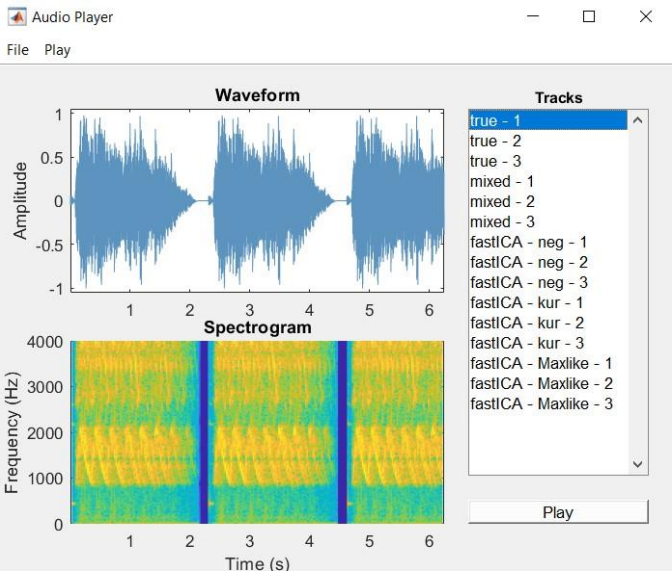 Audio Player
File Play
Waveform
1
0.5
0
-0.5
-1
Amplitude
1 2 3 4 5 6
Spectrogram
4000
3000
2000
1000
0
Frequency (Hz)
1 2 3 4 5 6
Time (s)
Tracks
true - 1
true - 2
true - 3
mixed - 1
mixed - 2
mixed - 3
fastICA - neg - 1
fastICA - neg - 2
fastICA - neg - 3
fastICA - kur - 1
fastICA - kur - 2
fastICA - kur - 3
fastICA - Maxlike - 1
fastICA - Maxlike - 2
fastICA - Maxlike - 3
Play